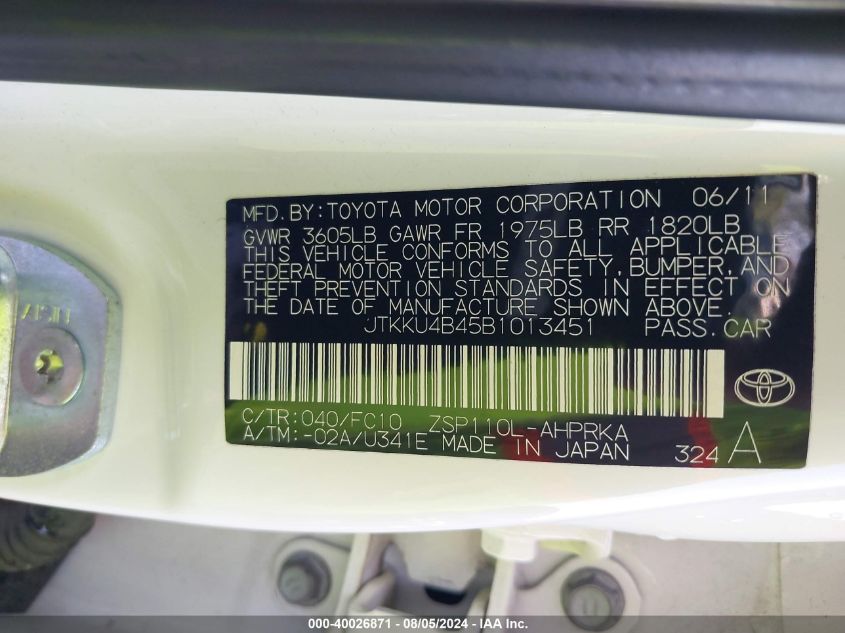 MFD. BY: TOYOTA MOTOR CORPORATION 06/11
GVWR 3605LB GAWR FR 1975LB RR 1820LB
THIS VEHICLE CONFORMS TO ALL APPLICABLE
FEDERAL MOTOR VEHICLE SAFETY, BUMPER, AND
THEFT PREVENTION STANDARDS IN EFFECT ON
THE DATE OF MANUFACTURE SHOWN ABOVE.
JTKKU4B45B1013451 PASS. CAR
C/TR: 040/FC10 ZSP110L-AHPRKA
A/TM: -02A/U341E MADE IN JAPAN 324 A
AISIN
000-40026871 - 08/05/2024 - IAA Inc.